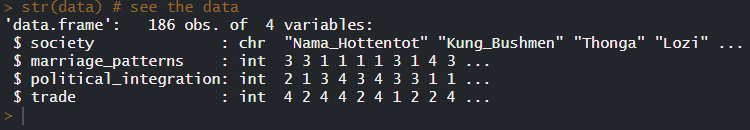 > str(data) # see the data
'data.frame':   186 obs. of  4 variables:
 $ society              : chr  "Nama_Hottentot" "Kung_Bushmen" "Thonga" "Lozi" ...
 $ marriage_patterns    : int  3 3 1 1 1 1 3 1 4 3 ...
 $ political_integration: int  2 1 3 4 3 4 3 3 1 1 ...
 $ trade                : int  4 2 4 4 2 4 1 2 2 4 ...
>